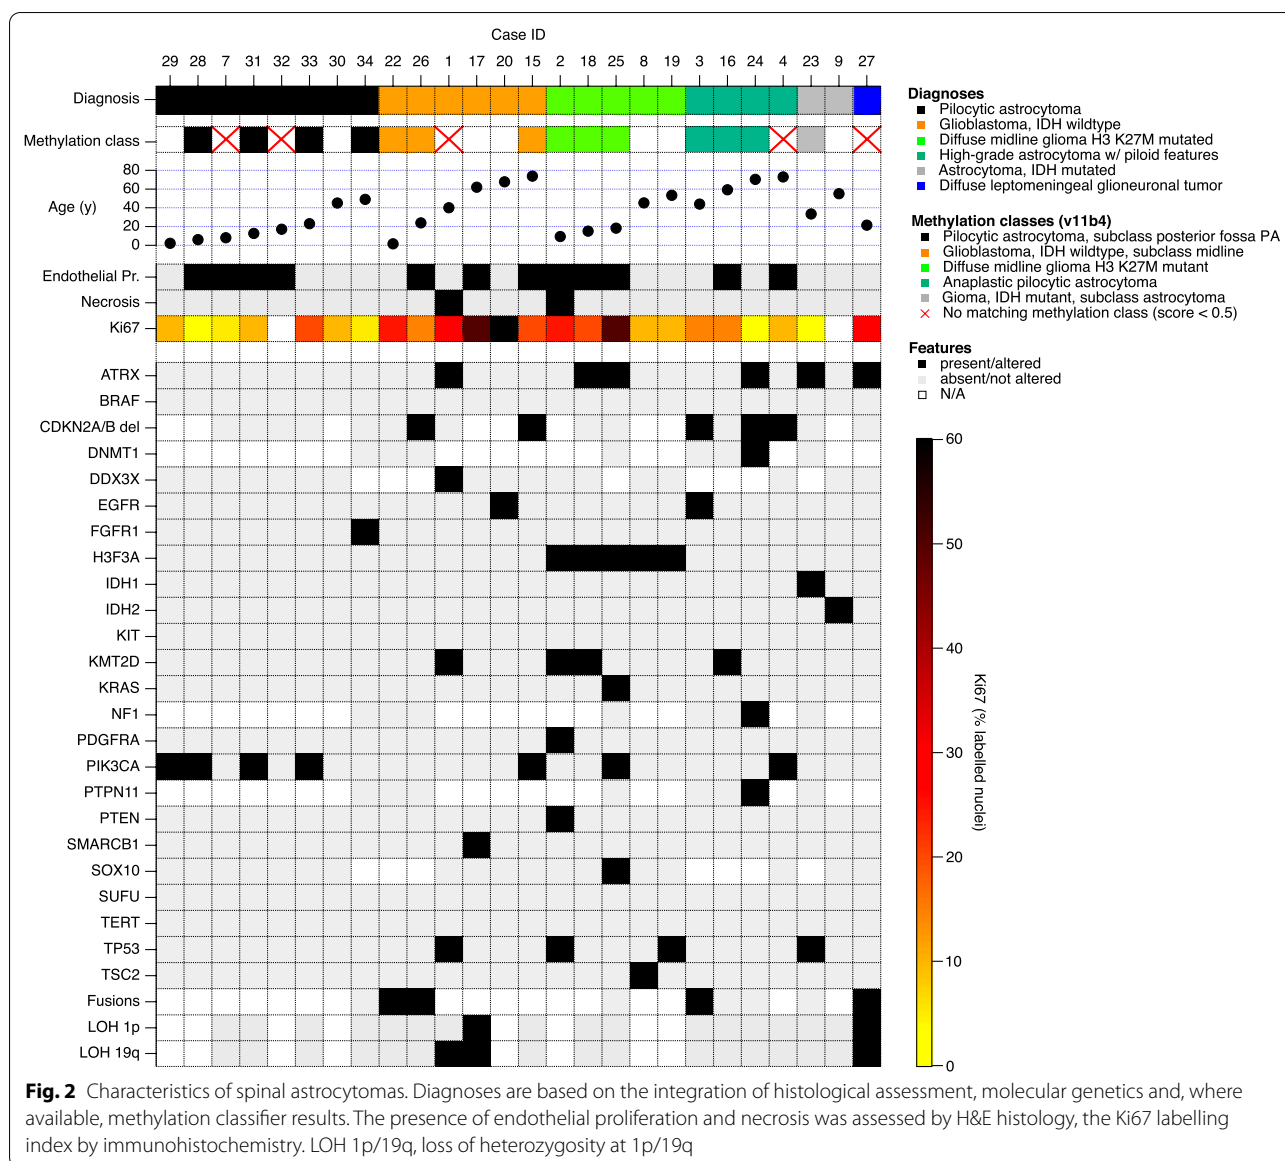 Case ID
29 28 7 31 32 33 30 34 22 26 1 17 20 15 2 18 25 8 19 3 16 24 4 23 9 27
Diagnosis
Methylation class
80
60
Age (y)
40
20
0
Endothelial Pr.
Necrosis
Ki67
ATRX
BRAF
CDKN2A/B del
DNMT1
DDX3X
EGFR
FGFR1
H3F3A
IDH1
IDH2
KIT
KMT2D
KRAS
NF1
PDGFRA
PIK3CA
PTPN11
PTEN
SMARCB1
SOX10
SUFU
TERT
TP53
TSC2
Fusions
LOH 1p
LOH 19q
Diagnoses
Pilocytic astrocytoma
Glioblastoma, IDH wildtype
Diffuse midline glioma H3 K27M mutated
High-grade astrocytoma w/ piloid features
Astrocytoma, IDH mutated
Diffuse leptomeningeal glioneuronal tumor
Methylation classes (v11b4)
Pilocytic astrocytoma, subclass posterior fossa PA
Glioblastoma, IDH wildtype, subclass midline
Diffuse midline glioma H3 K27M mutant
Anaplastic pilocytic astrocytoma
Gioma, IDH mutant, subclass astrocytoma
No matching methylation class (score < 0.5)
Features
present/altered
absent/not altered
N/A
60
50
40
30
20
10
0
Ki67 (% labelled nuclei)
Fig. 2 Characteristics of spinal astrocytomas. Diagnoses are based on the integration of histological assessment, molecular genetics and, where
available, methylation classifier results. The presence of endothelial proliferation and necrosis was assessed by H&E histology, the Ki67 labelling
index by immunohistochemistry. LOH 1p/19q, loss of heterozygosity at 1p/19q